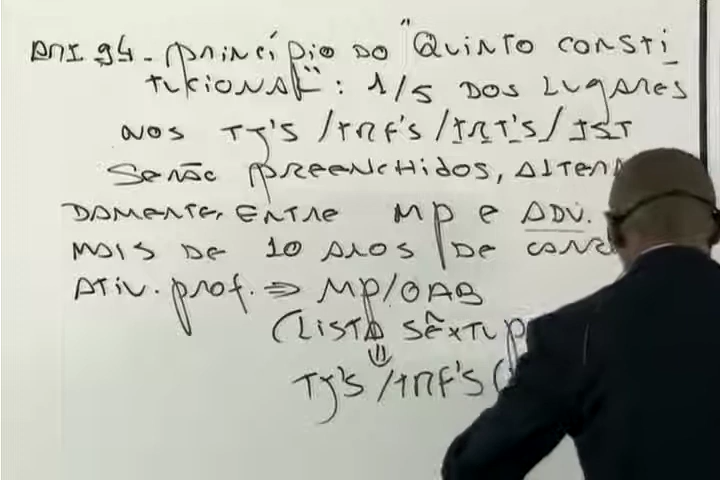 ART. 94 - PRINCÍPIO DO "QUINTO CONSTI
TUCIONAL": 1/5 DOS LUGARES
NOS TJ'S /TRF'S /TRT'S/ TST
SERÃO PREENCHIDOS, ALTERNA
DAMENTE, ENTRE MP E ADV.
MAIS DE 10 ANOS DE
ATIV. PROF. ⇒ MP/OAB
(LISTA SÊXTUP
⇓
TJ'S /TRF'S (